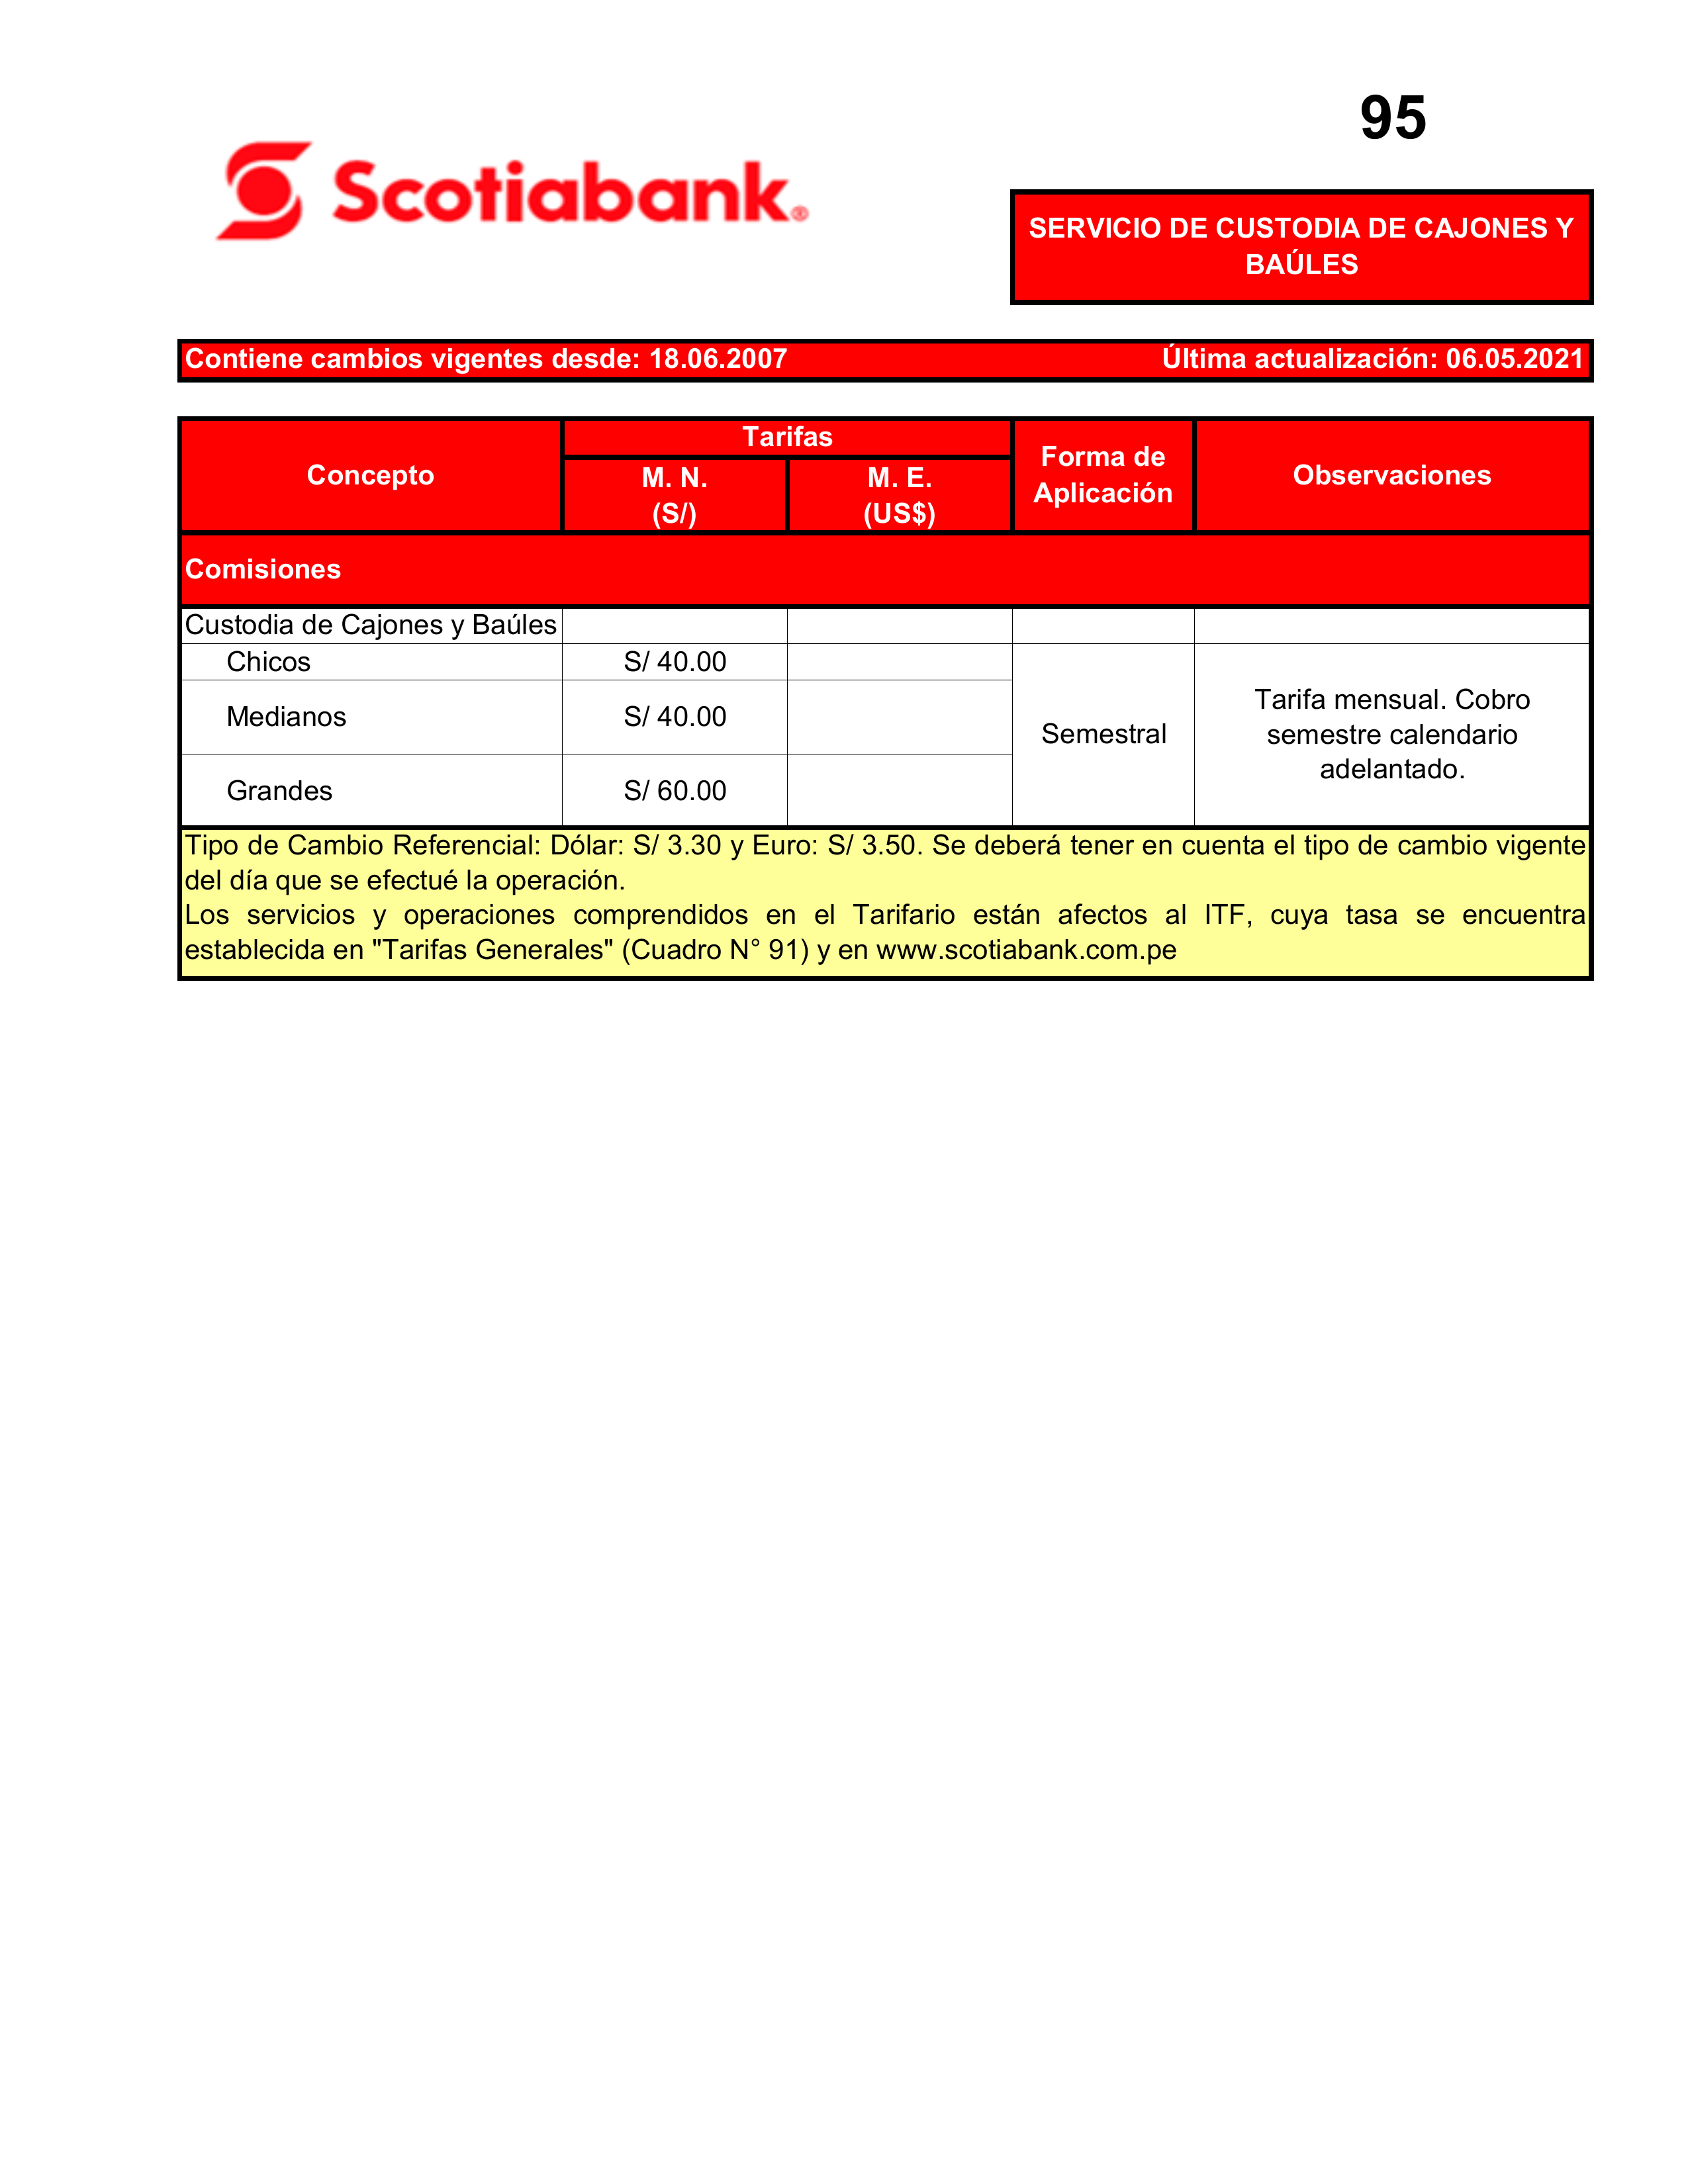 95
Scotiabank®
SERVICIO DE CUSTODIA DE CAJONES Y
BAÚLES
Contiene cambios vigentes desde: 18.06.2007 Última actualización: 06.05.2021
Concepto
Tarifas
M. N.
(S/)
M. E.
(US$)
Forma de
Aplicación
Observaciones
Comisiones
Custodia de Cajones y Baúles
Chicos S/ 40.00
Medianos S/ 40.00
Grandes S/ 60.00
Semestral
Tarifa mensual. Cobro
semestre calendario
adelantado.
Tipo de Cambio Referencial: Dólar: S/ 3.30 y Euro: S/ 3.50. Se deberá tener en cuenta el tipo de cambio vigente
del día que se efectué la operación.
Los servicios y operaciones comprendidos en el Tarifario están afectos al ITF, cuya tasa se encuentra
establecida en "Tarifas Generales" (Cuadro N° 91) y en www.scotiabank.com.pe